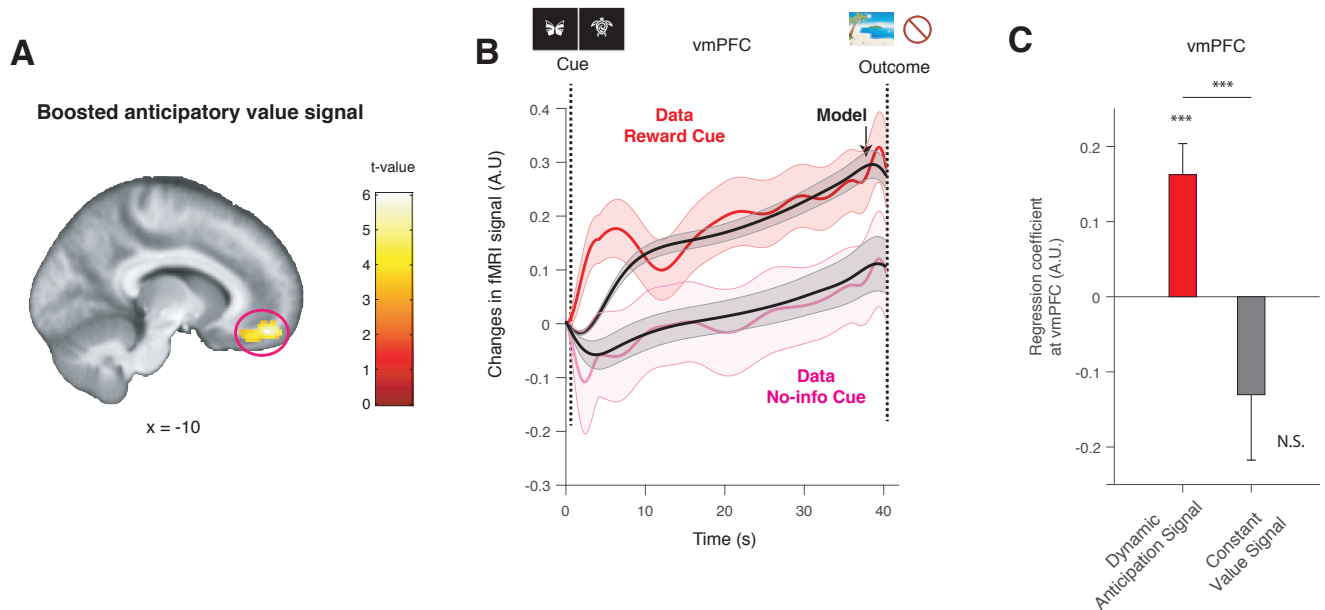 A
Boosted anticipatory value signal
t-value
6
5
4
3
2
1
0
x = -10
B
vmPFC
Cue
Outcome
Data
Reward Cue
Model
Data
No-info Cue
Changes in fMRI signal (A.U)
0.4
0.3
0.2
0.1
0
-0.1
-0.2
-0.3
0
10
20
30
40
Time (s)
C
vmPFC
***
***
N.S.
Regression coefficient
at vmPFC (A.U.)
0.2
0.1
0
-0.1
-0.2
Dynamic
Anticipation Signal
Constant
Value Signal